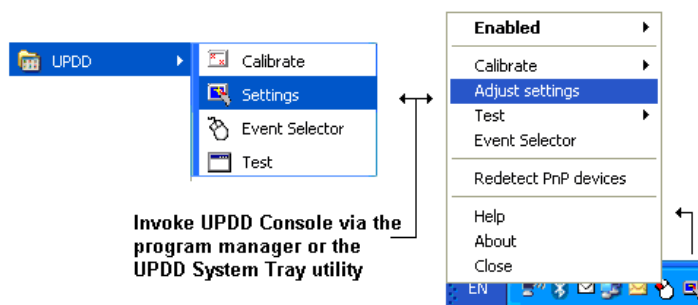 UPDD
Calibrate
Settings
Event Selector
Test
Invoke UPDD Console via the
program manager or the
UPDD System Tray utility
Enabled
Calibrate
Adjust settings
Test
Event Selector
Redetect PnP devices
Help
About
Close
EN